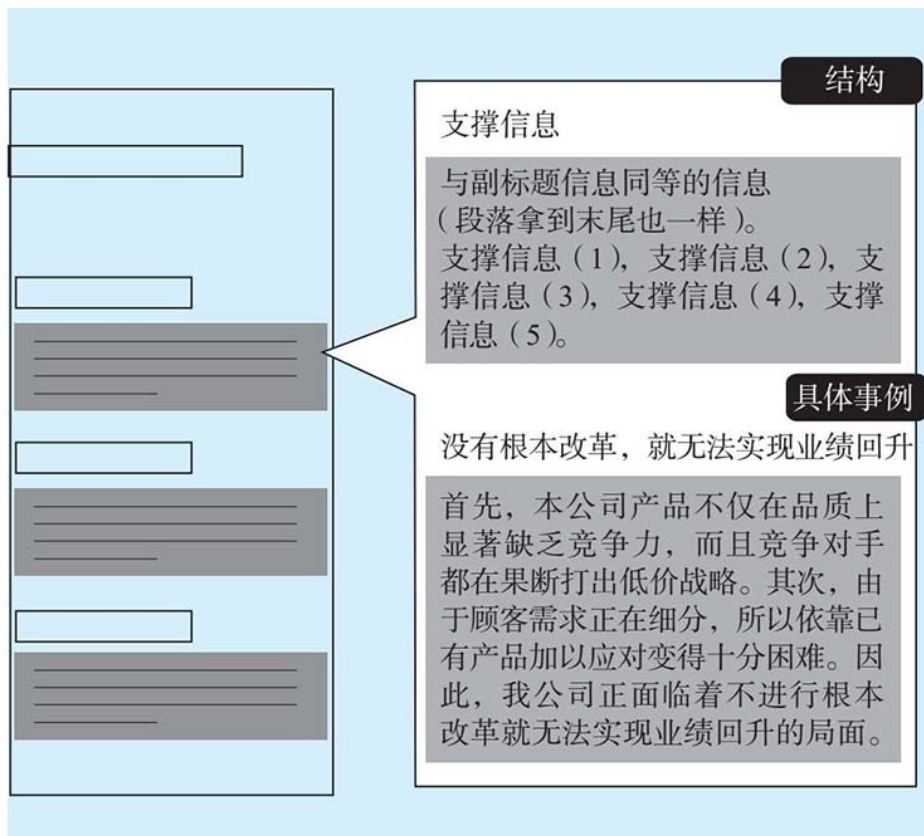 结构
支撑信息
与副标题信息同等的信息
（段落拿到末尾也一样）。
支撑信息（1），支撑信息（2），支
撑信息（3），支撑信息（4），支撑
信息（5）。
具体事例
没有根本改革，就无法实现业绩回升
首先，本公司产品不仅在品质上
显著缺乏竞争力，而且竞争对手
都在果断打出低价战略。其次，由
于顾客需求正在细分，所以依靠已
有产品加以应对变得十分困难。因
此，我公司正面临着不进行根本
改革就无法实现业绩回升的局面。